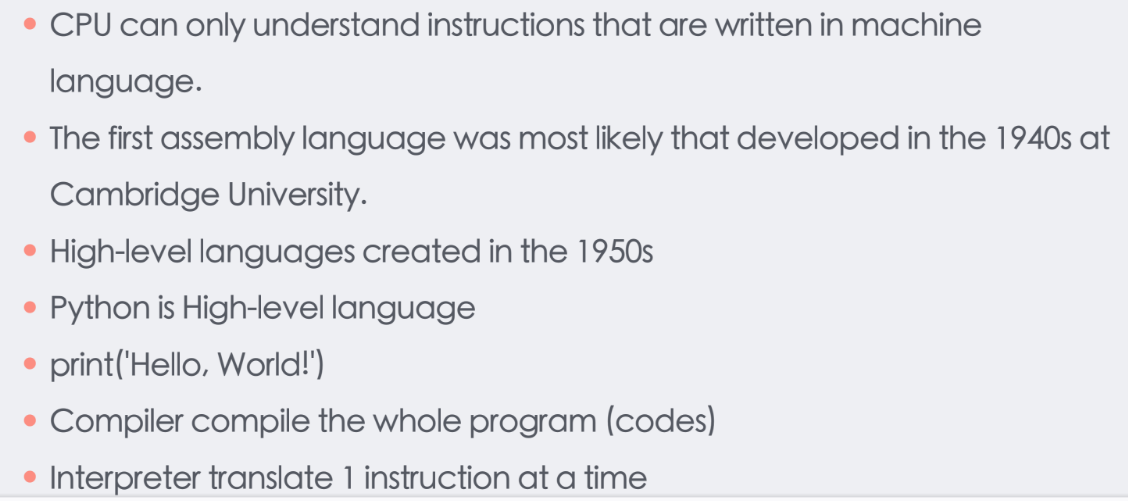 • CPU can only understand instructions that are written in machine
language.
• The first assembly language was most likely that developed in the 1940s at
Cambridge University.
• High-level languages created in the 1950s
• Python is High-level language
• print('Hello, World!')
• Compiler compile the whole program (codes)
• Interpreter translate 1 instruction at a time